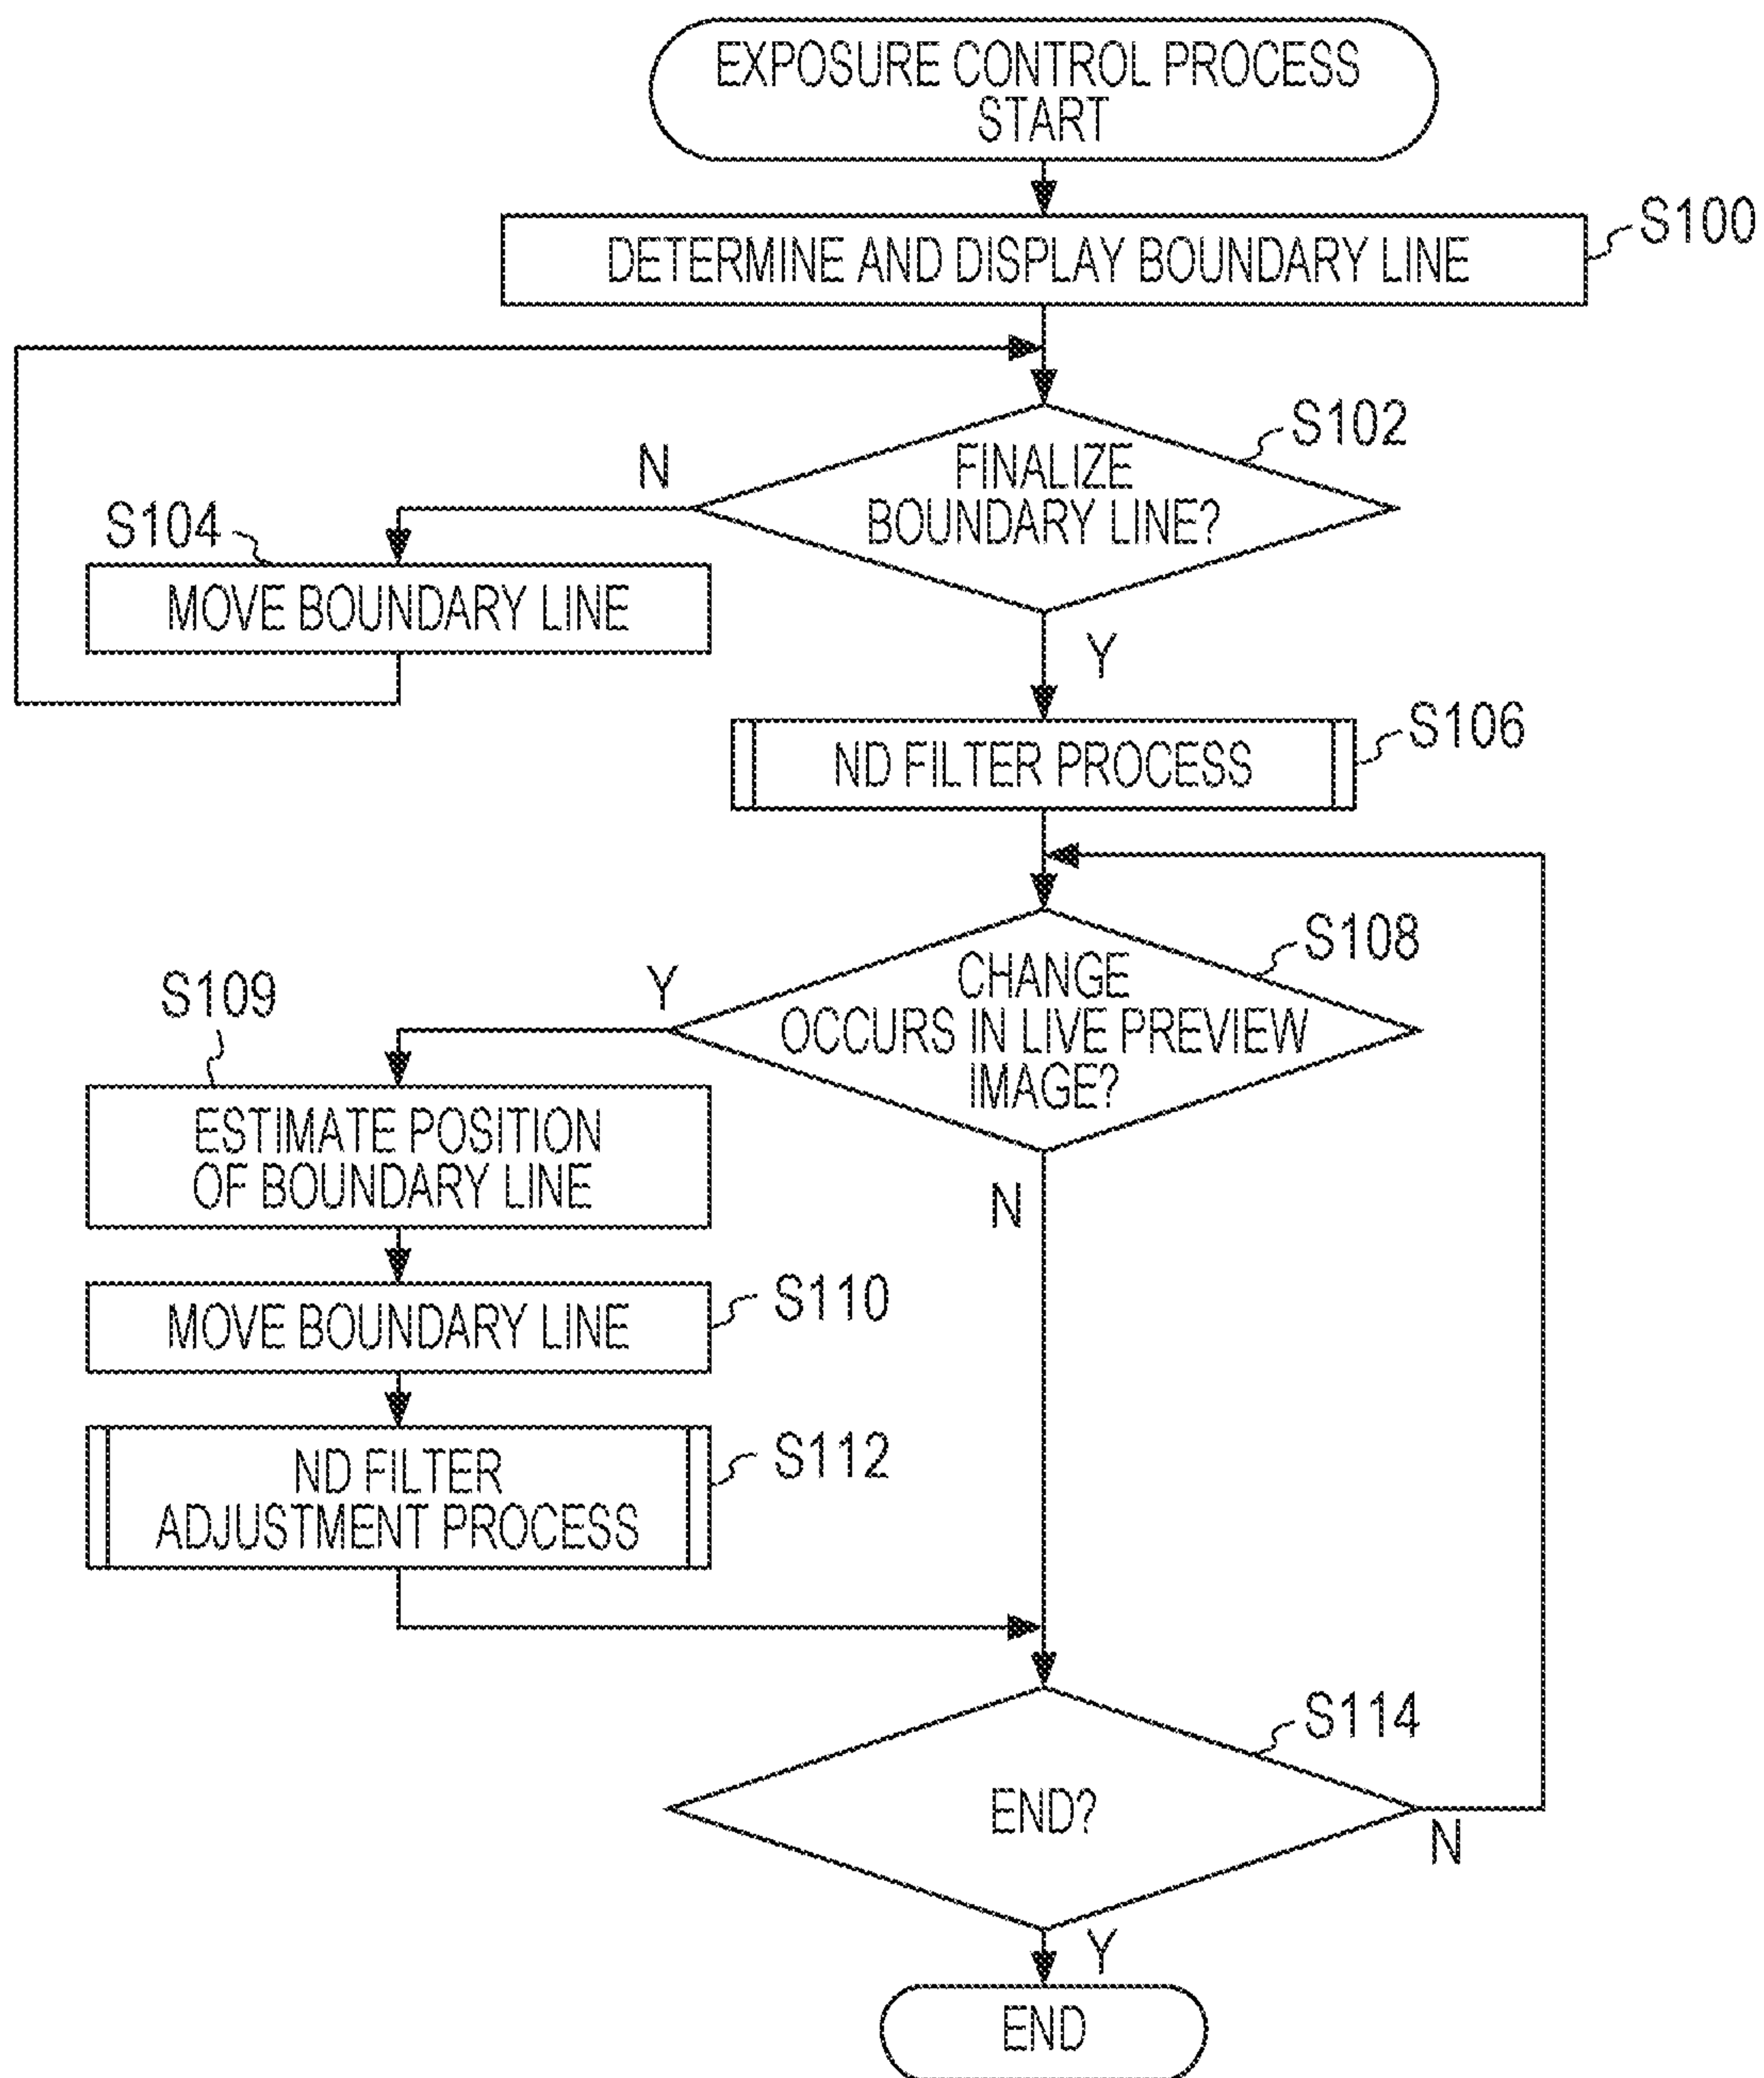 EXPOSURE CONTROL PROCESS
START
S100
DETERMINE AND DISPLAY BOUNDARY LINE
S102
N
FINALIZE
BOUNDARY LINE?
S104
MOVE BOUNDARY LINE
Y
S106
ND FILTER PROCESS
S108
Y
CHANGE
OCCURS IN LIVE PREVIEW
IMAGE?
S109
ESTIMATE POSITION
OF BOUNDARY LINE
N
S110
MOVE BOUNDARY LINE
S112
ND FILTER
ADJUSTMENT PROCESS
S114
END?
N
Y
END